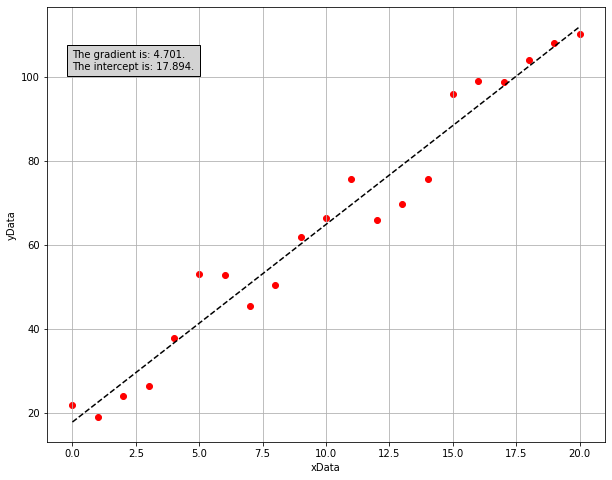 The gradient is: 4.701.
The intercept is: 17.894.
100
80
60
40
20
yData
0.0 2.5 5.0 7.5 10.0 12.5 15.0 17.5 20.0
xData